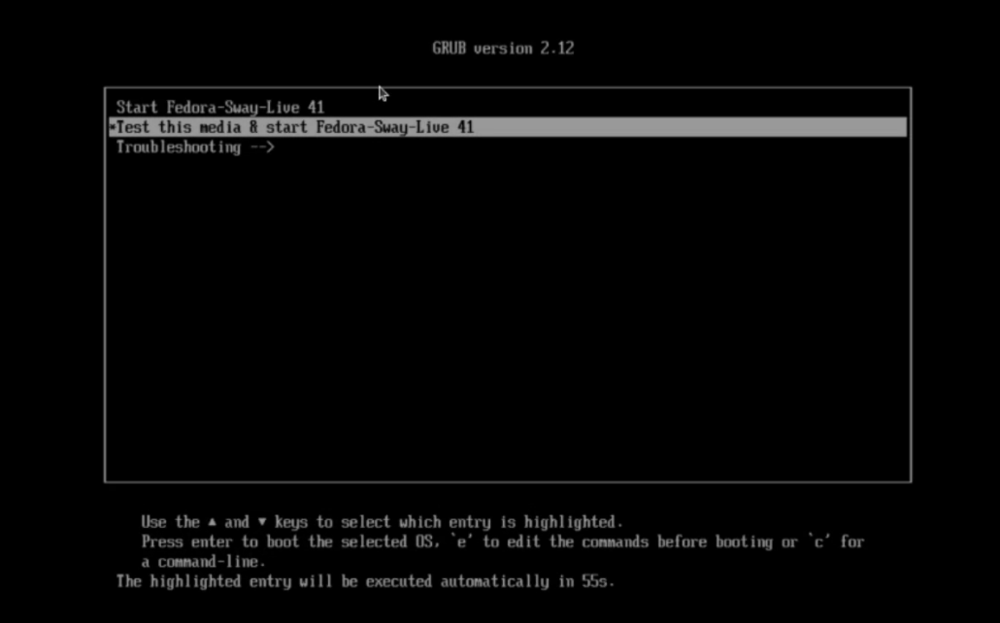 GRUB version 2.12
Start Fedora-Sway-Live 41
*Test this media & start Fedora-Sway-Live 41
Troubleshooting -->
Use the ▲ and ▼ keys to select which entry is highlighted.
Press enter to boot the selected OS, `e' to edit the commands before booting or `c' for
a command-line.
The highlighted entry will be executed automatically in 55s.